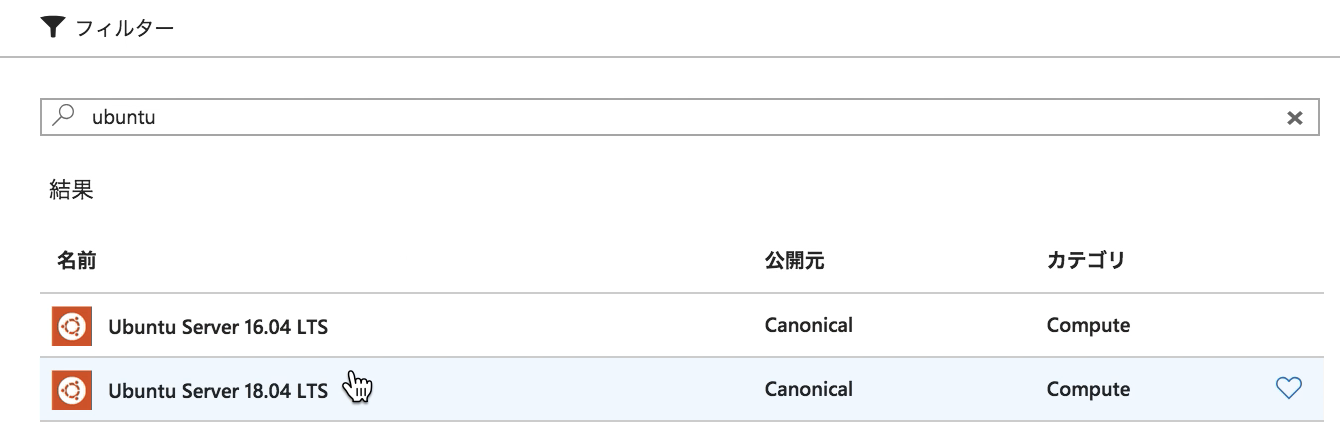 フィルター
ubuntu
結果
名前 公開元 カテゴリ
Ubuntu Server 16.04 LTS Canonical Compute
Ubuntu Server 18.04 LTS Canonical Compute